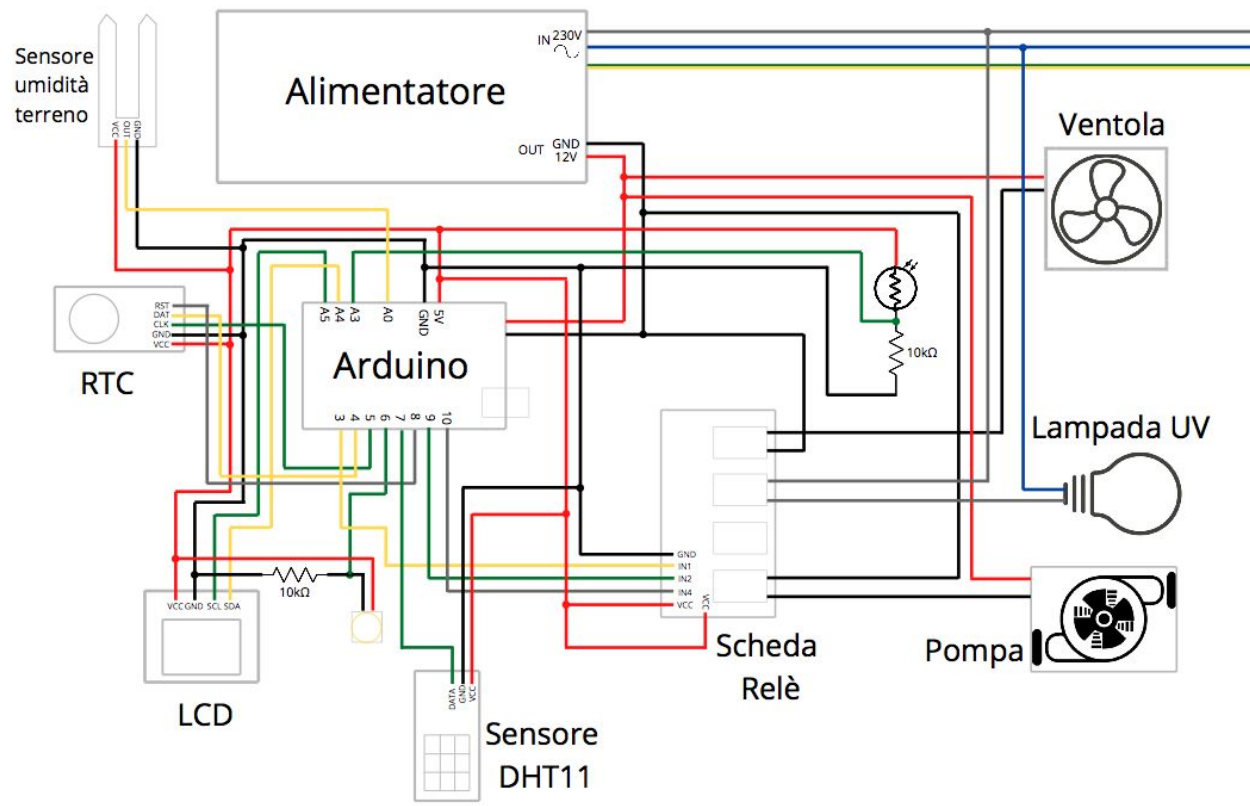 Sensore
umidità
terreno
VCC
OUT
GND
Alimentatore
IN 230V
OUT GND
12V
Ventola
RST
DAT
CLK
GND
VCC
RTC
A5
A4
A3
A0
GND
5V
Arduino
3
4
5
6
7
8
9
10
10kΩ
Lampada UV
GND
IN1
IN2
IN4
VCC
VCC
Scheda
Relè
Pompa
10kΩ
VCC GND SCL SDA
LCD
DATA
GND
VCC
Sensore
DHT11